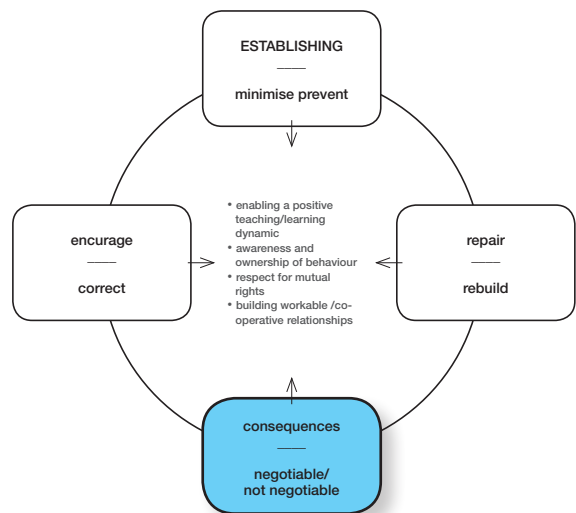 ESTABLISHING
minimise prevent
• enabling a positive
teaching/learning
dynamic
• awareness and
ownership of behaviour
• respect for mutual
rights
• building workable /co-
operative relationships
encurage
correct
repair
rebuild
consequences
negotiable/
not negotiable